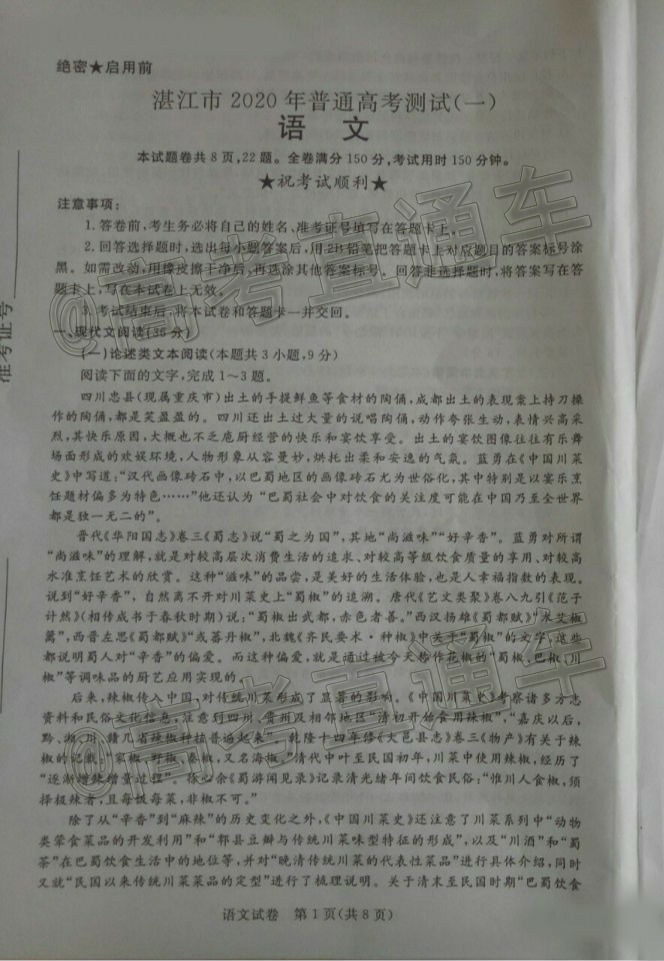 绝密★启用前
湛江市 2020 年普通高考测试(一)
语 文
本试题卷共 8 页,22 题。全卷满分 150 分,考试用时 150 分钟。
★祝考试顺利★
注意事项:
1. 答卷前,考生务必将自己的姓名、准考证号填写在答题卡上。
2. 回答选择题时,选出每小题答案后,用 2B 铅笔把答题卡上对应题目的答案标号涂
黑。如需改动,用橡皮擦干净后,再选涂其他答案标号。回答非选择题时,将答案写在答
题卡上,写在本试卷上无效。
3. 考试结束后,将本试卷和答题卡一并交回。
一、现代文阅读(36 分)
(一)论述类文本阅读(本题共 3 小题,9 分)
阅读下面的文字,完成 1~3 题。
四川忠县(现属重庆市)出土的手提鲜鱼等食材的陶俑,成都出土的表现案上持刀操
作的陶俑,都是笑盈盈的。四川还出土过大量的说唱陶俑,动作夸张生动,表情兴高采
烈,其快乐原因,大概也不乏庖厨经营的快乐和宴饮享受。出土的宴饮图像往往有乐舞
场面形成的欢娱环境,人物形象从容曼妙,烘托出柔和安逸的气氛。蓝勇在《中国川菜
史》中写道:“汉代画像砖石中,以巴蜀地区的画像砖石尤为世俗化,其中特别是以宴乐烹
饪题材偏多为特色……”他还认为“巴蜀社会中对饮食的关注度可能在中国乃至全世界
都是独一无二的”。
晋代《华阳国志》卷三《蜀志》说“蜀之为国”,其地“尚滋味”“好辛香”。蓝勇对所谓
“尚滋味”的理解,就是对较高层次消费生活的追求、对较高等级饮食质量的享用、对较高
水准烹饪艺术的欣赏。这种“滋味”的品尝,是美好的生活体验,也是人幸福指数的表现。
说到“好辛香”,自然离不开对川菜史上“蜀椒”的追溯。唐代《艺文类聚》卷八九引《范子
计然》(相传成书于春秋时期)说:“蜀椒出武都,赤色者善。”西汉扬雄《蜀都赋》“木艾椒
蓠”,西晋左思《蜀都赋》“或蕃丹椒”,北魏《齐民要术·种椒》中关于“蜀椒”的文字,这些
都说明蜀人对“辛香”的偏爱。而这种偏爱,就是通过被今天称作花椒的“蜀椒、巴椒、川
椒”等调味品的厨艺应用实现的。
后来,辣椒传入中国,对传统川菜形成了显著的影响。《中国川菜史》考察诸多方志
资料和民俗文化信息,注意到四川、贵州及相邻地区“清初开始食用辣椒”,“嘉庆以后,
黔、湘、川、赣几省辣椒种植普遍起来”。乾隆十四年修《大邑县志》卷三《物产》有关于辣
椒的记载:“家椒,野椒,秦椒,又名海椒。”清代中叶至民国初年,川菜中使用辣椒,经历了
“逐渐增辣增量过程”。徐心余《蜀游闻见录》记录清光绪年间饮食民俗:“惟川人食椒,须
择极辣者,且每饭每菜,非椒不可。”
除了从“辛香”到“麻辣”的历史变化之外,《中国川菜史》还注意了川菜系列中“动物
类荤食菜品的开发利用”和“郫县豆瓣与传统川菜味型特征的形成”,以及“川酒”和“蜀
茶”在巴蜀饮食生活中的地位等,并对“晚清传统川菜的代表性菜品”进行具体介绍,同时
又就“民国以来传统川菜菜品的定型”进行了梳理说明。关于清末至民国时期“巴蜀饮食
语文试卷 第 1 页(共 8 页)
准考证号
@高考直通车
@高考直通车